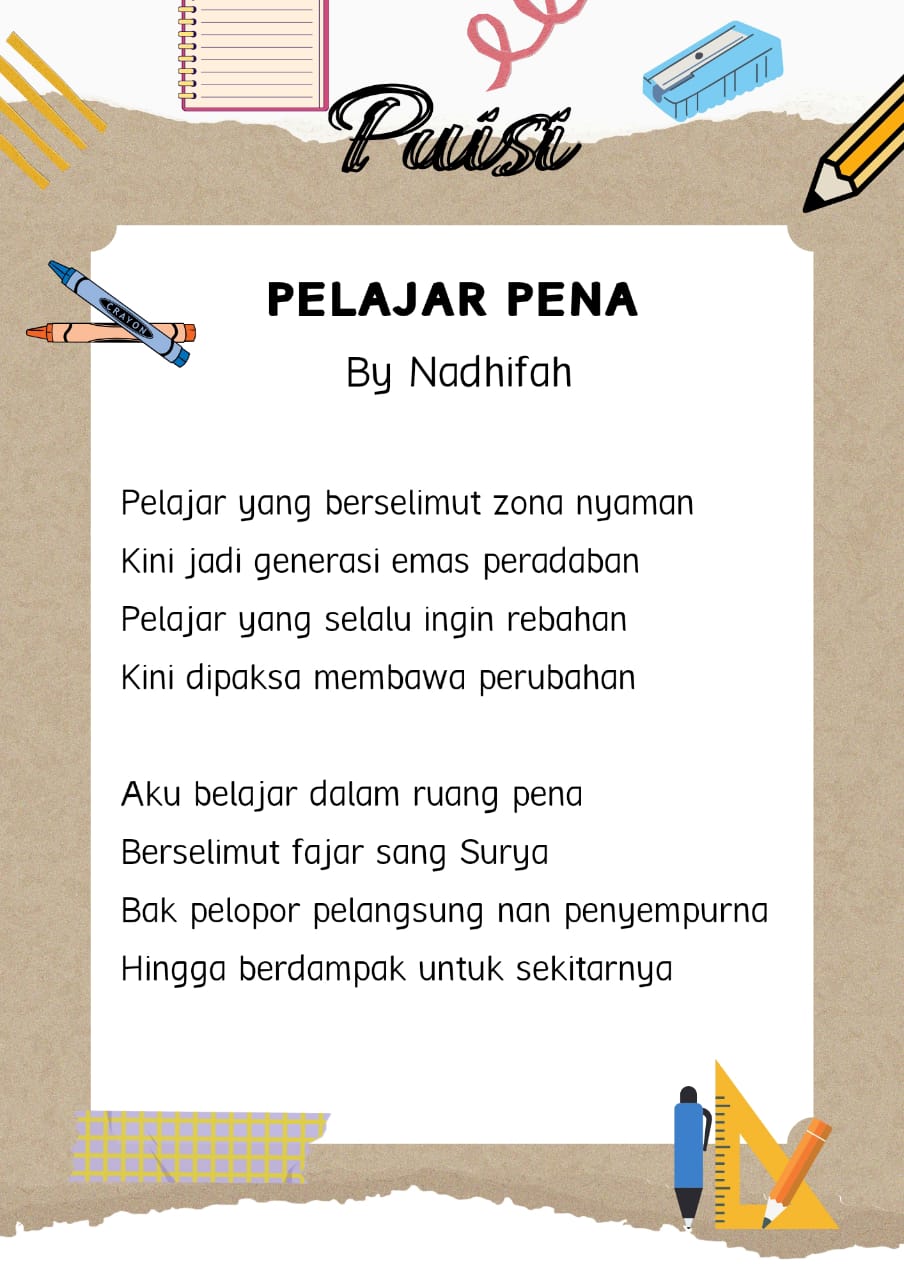 Puisi
CRAYON
PELAJAR PENA
By Nadhifah
Pelajar yang berselimut zona nyaman
Kini jadi generasi emas peradaban
Pelajar yang selalu ingin rebahan
Kini dipaksa membawa perubahan
Aku belajar dalam ruang pena
Berselimut fajar sang Surya
Bak pelopor pelangsung nan penyempurna
Hingga berdampak untuk sekitarnya